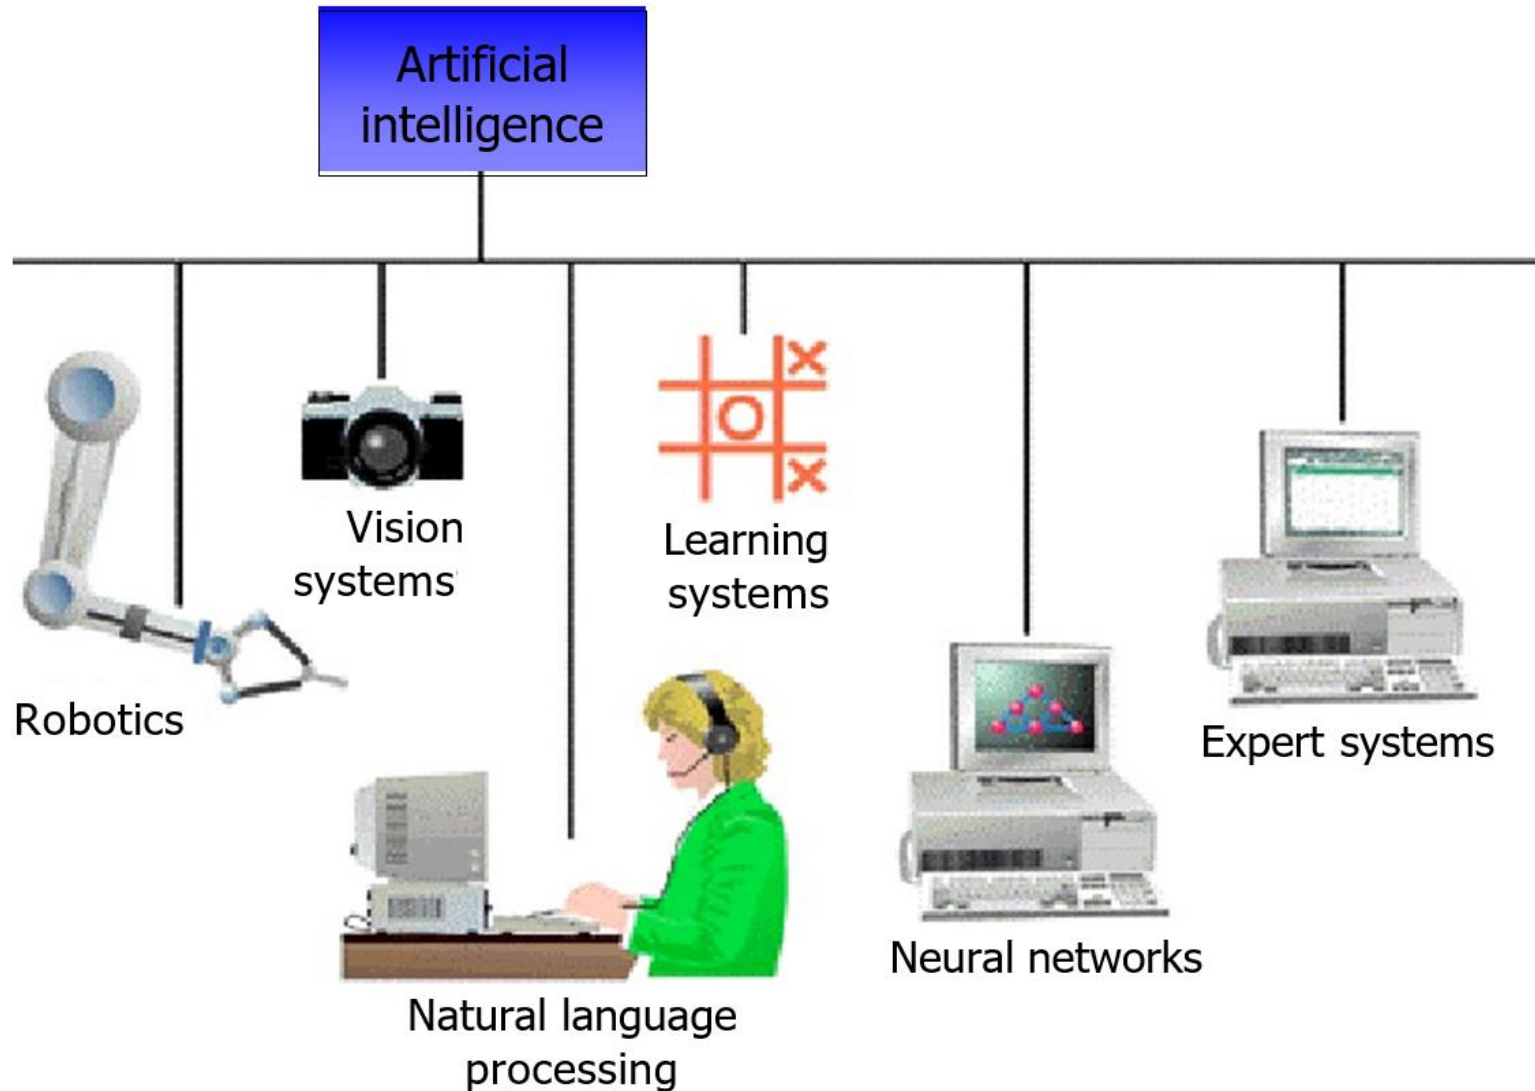 Artificial
intelligence
Vision
systems
Learning
systems
Robotics
Expert systems
Neural networks
Natural language
processing